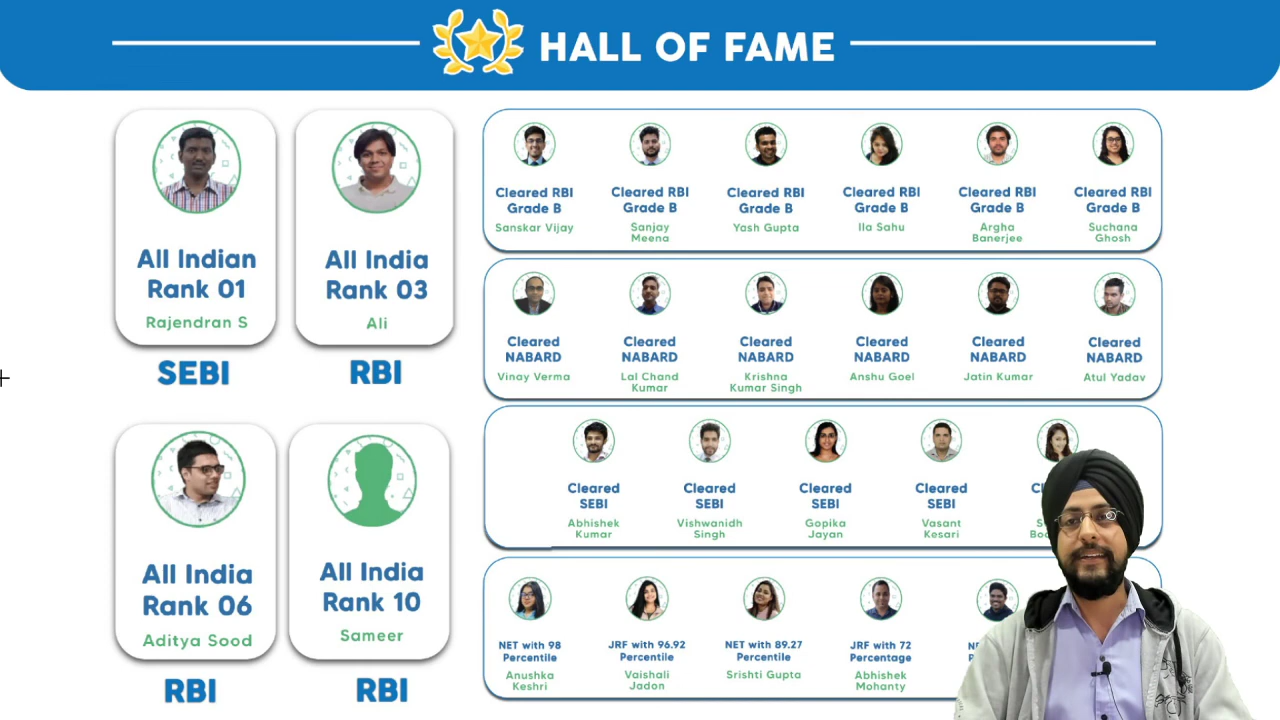 HALL OF FAME
All Indian
Rank 01
Rajendran S
SEBI
All India
Rank 03
Ali
RBI
All India
Rank 06
Aditya Sood
RBI
All India
Rank 10
Sameer
RBI
Cleared RBI
Grade B
Sanskar Vijay
Cleared RBI
Grade B
Sanjay
Meena
Cleared RBI
Grade B
Yash Gupta
Cleared RBI
Grade B
Ila Sahu
Cleared RBI
Grade B
Argha
Banerjee
Cleared RBI
Grade B
Suchana
Ghosh
Cleared
NABARD
Vinay Verma
Cleared
NABARD
Lal Chand
Kumar
Cleared
NABARD
Krishna
Kumar Singh
Cleared
NABARD
Anshu Goel
Cleared
NABARD
Jatin Kumar
Cleared
NABARD
Atul Yadav
Cleared
SEBI
Abhishek
Kumar
Cleared
SEBI
Vishwanidh
Singh
Cleared
SEBI
Gopika
Jayan
Cleared
SEBI
Vasant
Kesari
NET with 98
Percentile
Anushka
Keshri
JRF with 96.92
Percentile
Vaishali
Jadon
NET with 89.27
Percentile
Srishti Gupta
JRF with 72
Percentage
Abhishek
Mohanty